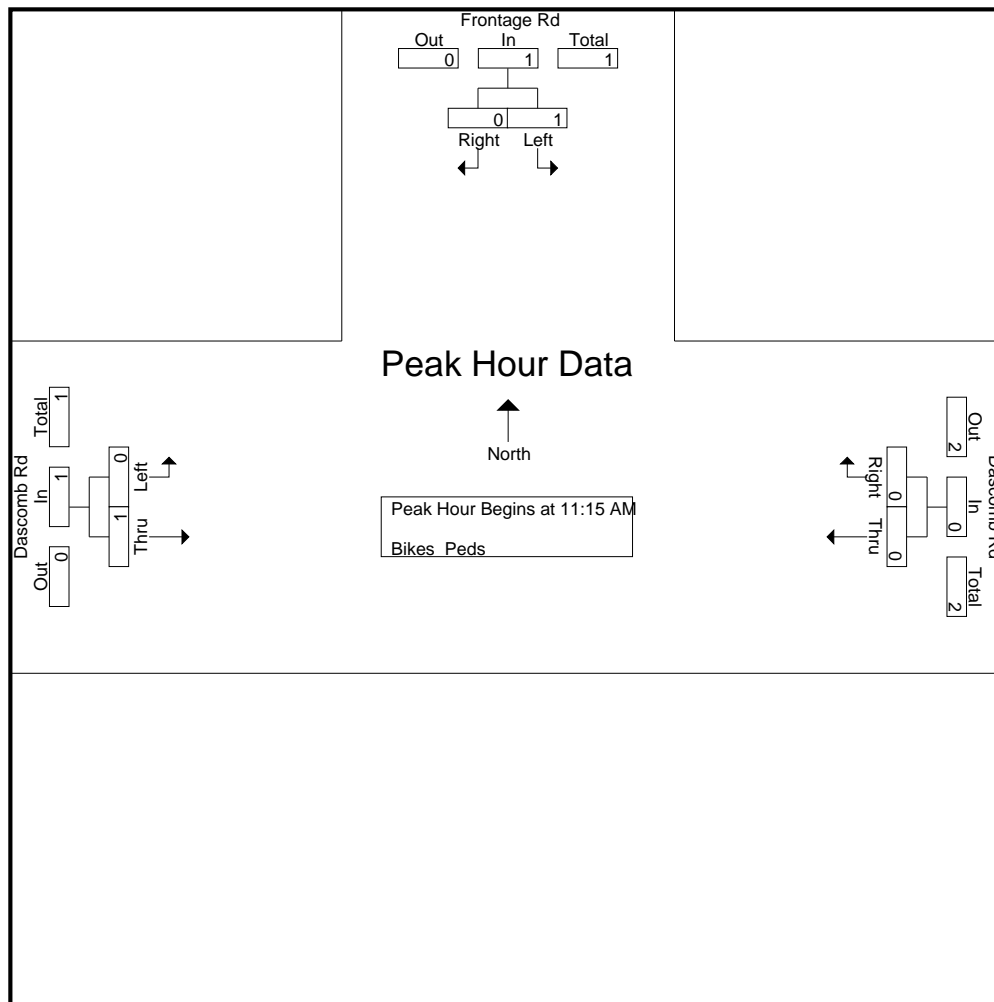 Frontage Rd
Out In Total
0 1 1
0 1
Right Left
Peak Hour Data
North
Peak Hour Begins at 11:15 AM
Bikes Peds
Dascomb Rd
Total In Out
1 1 0
0 1
Left Thru
Dascomb Rd
Out In Total
2 0 2
0 0
Right Thru